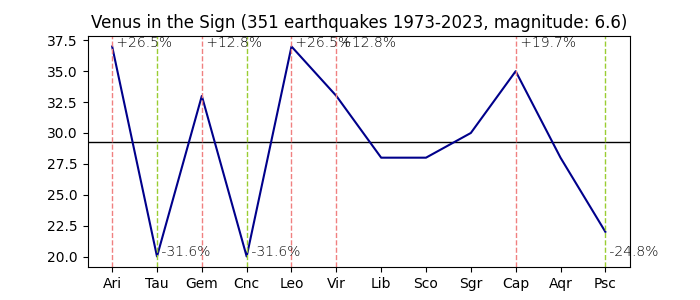 Venus in the Sign (351 earthquakes 1973-2023, magnitude: 6.6)
37.5
35.0
32.5
30.0
27.5
25.0
22.5
20.0
+26.5% +12.8% +26.5% +12.8% +19.7%
-31.6% -31.6% -24.8%
Ari Tau Gem Cnc Leo Vir Lib Sco Sgr Cap Aqr Psc